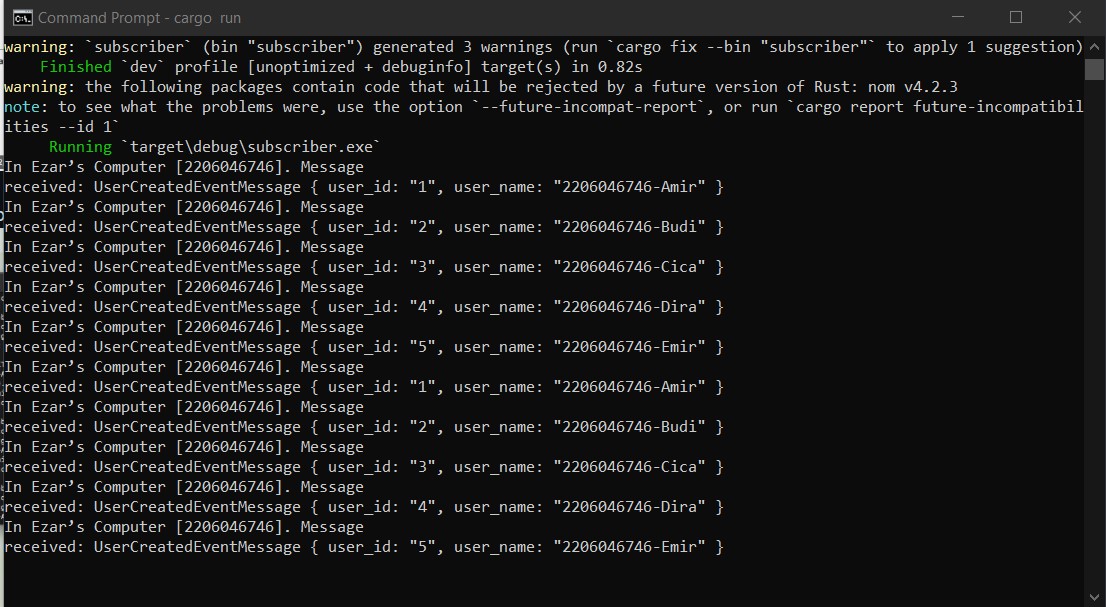 Command Prompt - cargo  run
warning: `subscriber` (bin "subscriber") generated 3 warnings (run `cargo fix --bin "subscriber"` to apply 1 suggestion)
    Finished `dev` profile [unoptimized + debuginfo] target(s) in 0.82s
warning: the following packages contain code that will be rejected by a future version of Rust: nom v4.2.3
note: to see what the problems were, use the option `--future-incompat-report`, or run `cargo report future-incompatibil
ities --id 1`
     Running `target\debug\subscriber.exe`
In Ezar’s Computer [2206046746]. Message
received: UserCreatedEventMessage { user_id: "1", user_name: "2206046746-Amir" }
In Ezar’s Computer [2206046746]. Message
received: UserCreatedEventMessage { user_id: "2", user_name: "2206046746-Budi" }
In Ezar’s Computer [2206046746]. Message
received: UserCreatedEventMessage { user_id: "3", user_name: "2206046746-Cica" }
In Ezar’s Computer [2206046746]. Message
received: UserCreatedEventMessage { user_id: "4", user_name: "2206046746-Dira" }
In Ezar’s Computer [2206046746]. Message
received: UserCreatedEventMessage { user_id: "5", user_name: "2206046746-Emir" }
In Ezar’s Computer [2206046746]. Message
received: UserCreatedEventMessage { user_id: "1", user_name: "2206046746-Amir" }
In Ezar’s Computer [2206046746]. Message
received: UserCreatedEventMessage { user_id: "2", user_name: "2206046746-Budi" }
In Ezar’s Computer [2206046746]. Message
received: UserCreatedEventMessage { user_id: "3", user_name: "2206046746-Cica" }
In Ezar’s Computer [2206046746]. Message
received: UserCreatedEventMessage { user_id: "4", user_name: "2206046746-Dira" }
In Ezar’s Computer [2206046746]. Message
received: UserCreatedEventMessage { user_id: "5", user_name: "2206046746-Emir" }